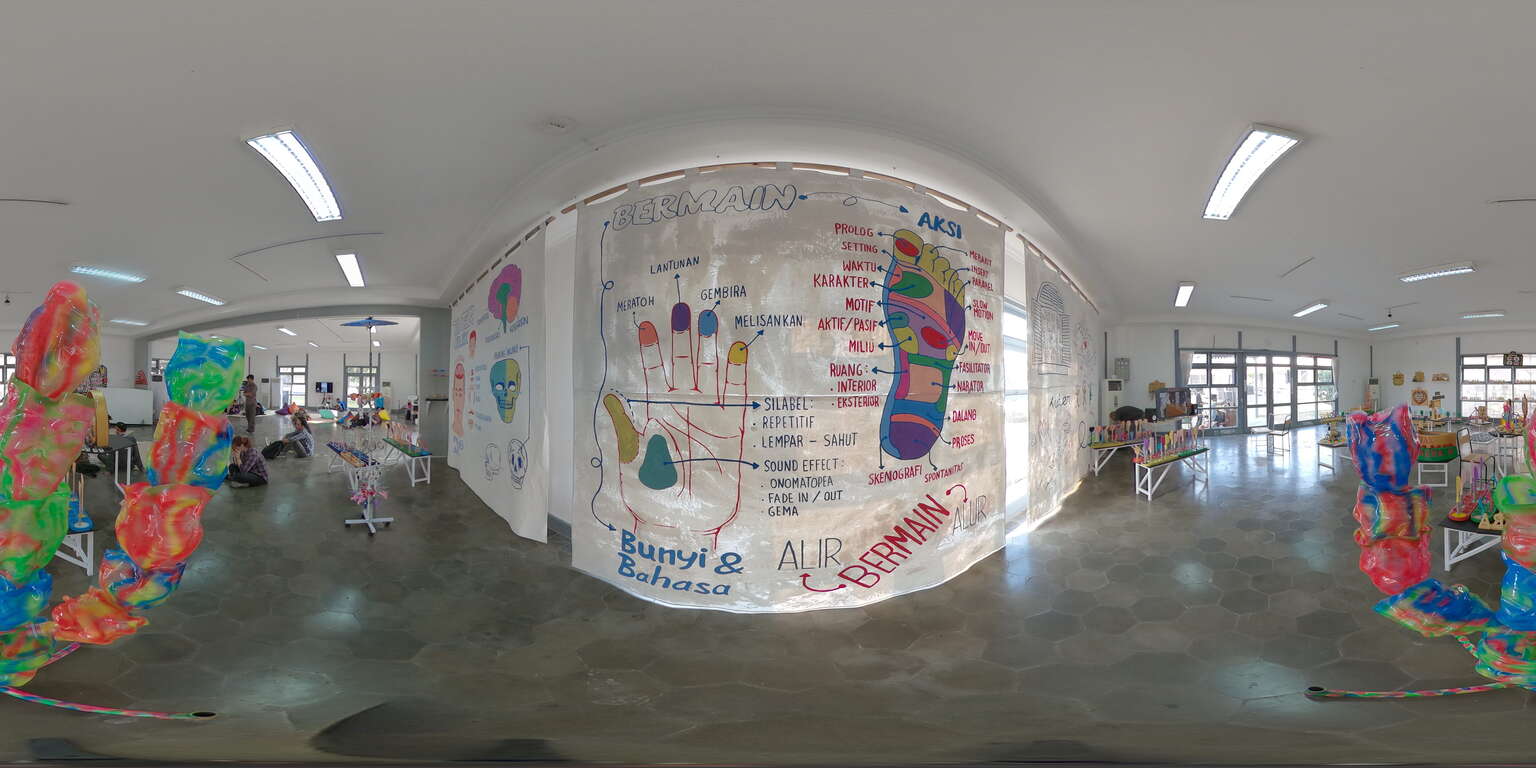 BERMAIN
AKSI
LANTUNAN
MERATOH
GEMBIRA
MELISANKAN
SILABEL:
• REPETITIF
• LEMPAR – SAHUT
SOUND EFFECT:
• ONOMATOPEA
• FADE IN / OUT
• GEMA
Bunyi &
Bahasa
PROLOG
SETTING
WAKTU
KARAKTER
MOTIF
AKTIF/PASIF
MILIU
RUANG:
• INTERIOR
• EKSTERIOR
SKENOGRAFI
SPONTANITAS
INSERT
PARAREL
SLOW
MOTION
MOVE
IN/OUT
FASILITATOR
NARATOR
DALANG
PROSES
ALIR
BERMAIN
ALUR